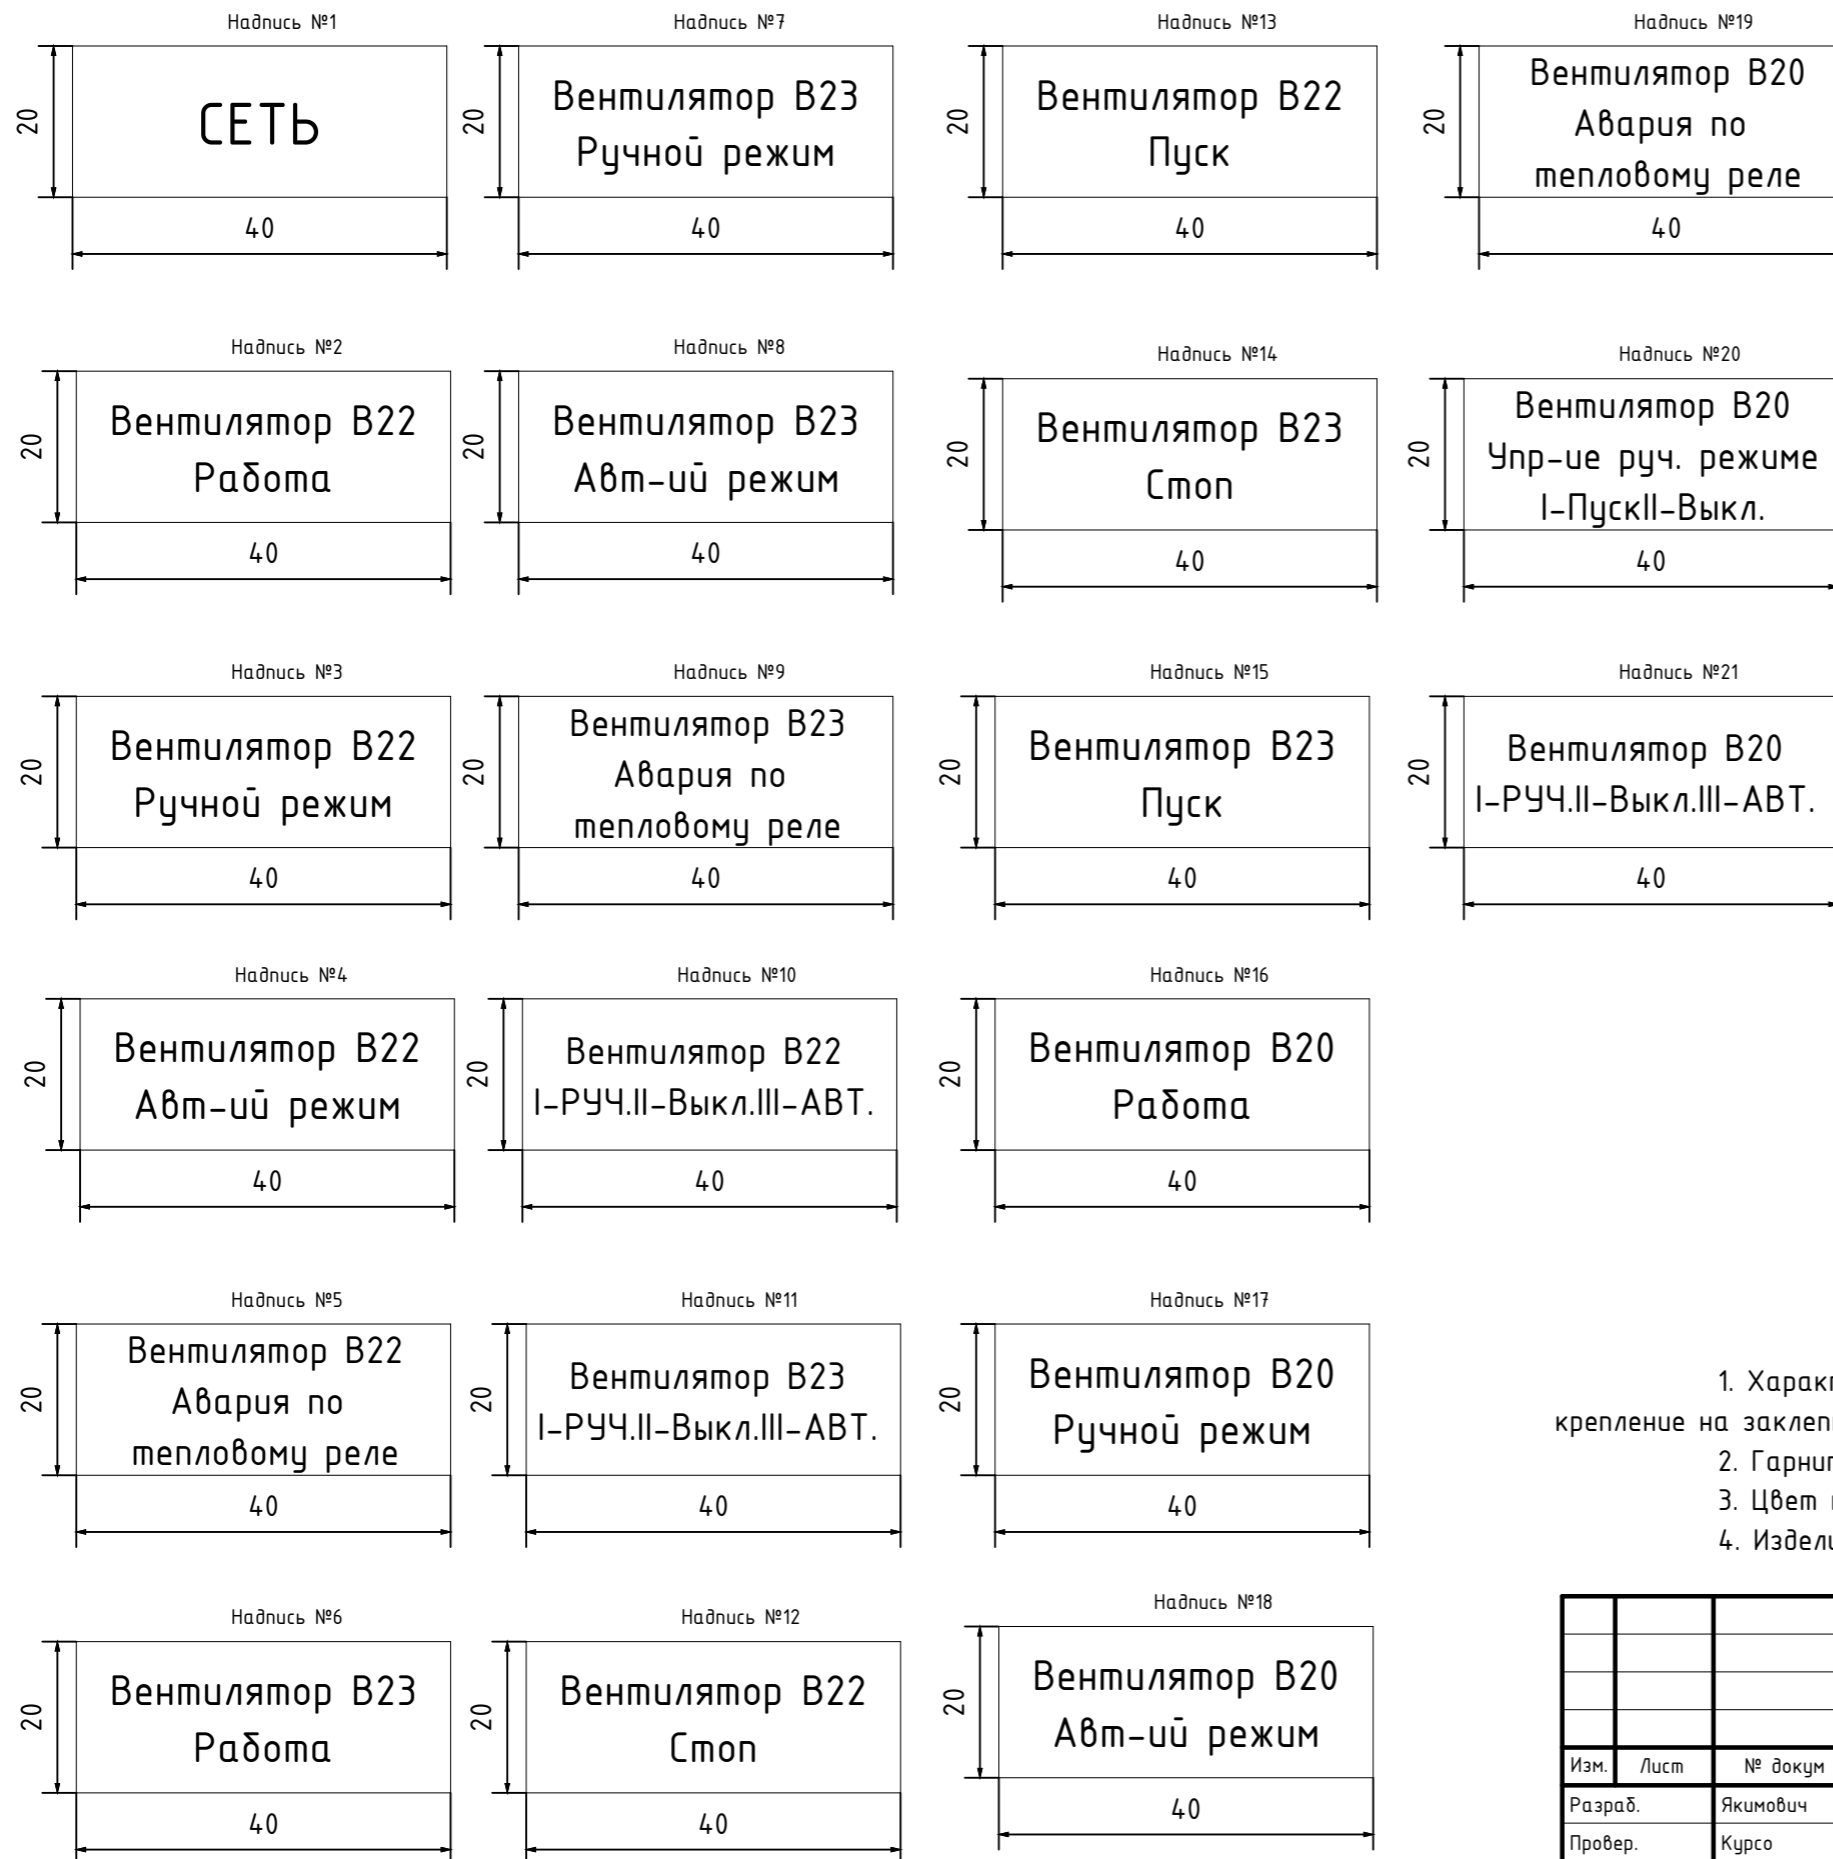 Надпись №1
СЕТЬ
20
40
Надпись №2
Вентилятор В22
Работа
20
40
Надпись №3
Вентилятор В22
Ручной режим
20
40
Надпись №4
Вентилятор В22
Авт-ий режим
20
40
Надпись №5
Вентилятор В22
Авария по
тепловому реле
20
40
Надпись №6
Вентилятор В23
Работа
20
40
Надпись №7
Вентилятор В23
Ручной режим
20
40
Надпись №8
Вентилятор В23
Авт-ий режим
20
40
Надпись №9
Вентилятор В23
Авария по
тепловому реле
20
40
Надпись №10
Вентилятор В22
I-РУЧ.II-Выкл.III-АВТ.
20
40
Надпись №11
Вентилятор В23
I-РУЧ.II-Выкл.III-АВТ.
20
40
Надпись №12
Вентилятор В22
Стоп
20
40
Надпись №13
Вентилятор В22
Пуск
20
40
Надпись №14
Вентилятор В23
Стоп
20
40
Надпись №15
Вентилятор В23
Пуск
20
40
Надпись №16
Вентилятор В20
Работа
20
40
Надпись №17
Вентилятор В20
Ручной режим
20
40
Надпись №18
Вентилятор В20
Авт-ий режим
20
40
Надпись №19
Вентилятор В20
Авария по
тепловому реле
20
40
Надпись №20
Вентилятор В20
Упр-ие руч. режиме
I-ПускII-Выкл.
20
40
Надпись №21
Вентилятор В20
I-РУЧ.II-Выкл.III-АВТ.
20
40
1.
крепление на
2.
3. Цвет
4.
Изм. Лист № докум
Разраб. Якимович
Провер. Курсо